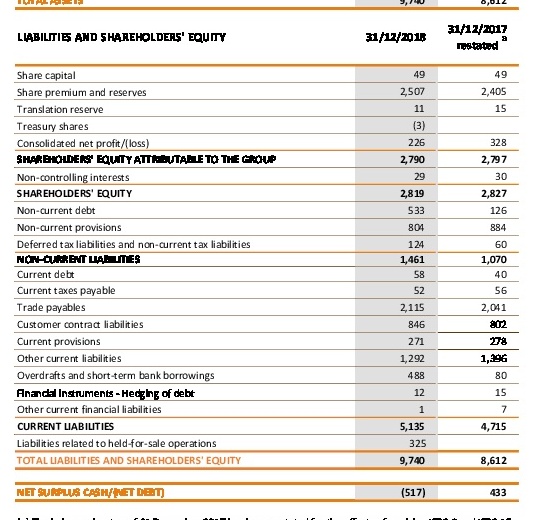 TOTAL ASSETS 9,740 8,612
LIABILITIES AND SHAREHOLDERS' EQUITY 31/12/2018 31/12/2017 restated a
Share capital 49 49
Share premium and reserves 2,507 2,405
Translation reserve 11 15
Treasury shares (3)
Consolidated net profit/(loss) 226 328
SHAREHOLDERS' EQUITY ATTRIBUTABLE TO THE GROUP 2,790 2,797
Non-controlling interests 29 30
SHAREHOLDERS' EQUITY 2,819 2,827
Non-current debt 533 126
Non-current provisions 804 884
Deferred tax liabilities and non-current tax liabilities 124 60
NON-CURRENT LIABILITIES 1,461 1,070
Current debt 58 40
Current taxes payable 52 56
Trade payables 2,115 2,041
Customer contract liabilities 846 802
Current provisions 271 278
Other current liabilities 1,292 1,396
Overdrafts and short-term bank borrowings 488 80
Financial instruments - Hedging of debt 12 15
Other current financial liabilities 1 7
CURRENT LIABILITIES 5,135 4,715
Liabilities related to held-for-sale operations 325
TOTAL LIABILITIES AND SHAREHOLDERS' EQUITY 9,740 8,612
NET SURPLUS CASH/(NET DEBT) (517) 433